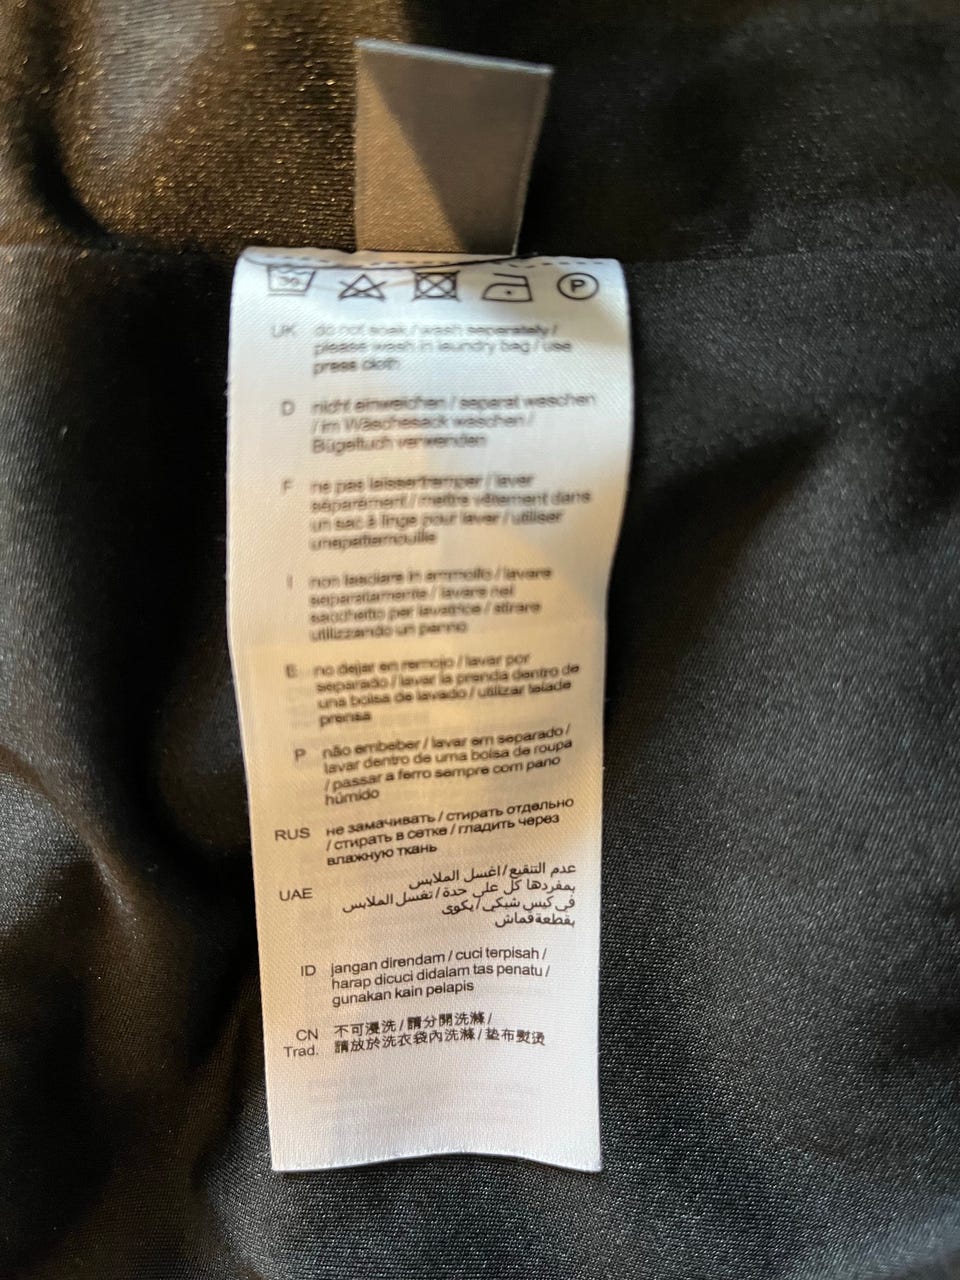 30
P
UK do not soak / wash separately /
please wash in laundry bag / use
press cloth
D nicht einweichen / separat waschen
/ im Wäschesack waschen /
Bügeltuch verwenden
F ne pas laissertremper / laver
séparément / mettre vêtement dans
un sac à linge pour laver / utiliser
unepattemouille
I non lasciare in ammollo / lavare
separatamente / lavare nel
sacchetto per lavatrice / stirare
utilizzando un panno
E no dejar en remojo / lavar por
separado / lavar la prenda dentro de
una bolsa de lavado / utilizar telade
prensa
P não embeber / lavar em separado /
lavar dentro de uma bolsa de roupa
/ passar a ferro sempre com pano
húmido
RUS не замачивать / стирать отдельно
/ стирать в сетке / гладить через
влажную ткань
UAE عدم التنقيع / اغسل الملابس
بمفردها كل على حدة / تغسل الملابس
في كيس شبكي / يكوى
بقطعة قماش
ID jangan direndam / cuci terpisah /
harap dicuci didalam tas penatu /
gunakan kain pelapis
CN 不可浸洗 / 請分開洗滌 /
Trad. 請放於洗衣袋內洗滌 / 垫布熨烫